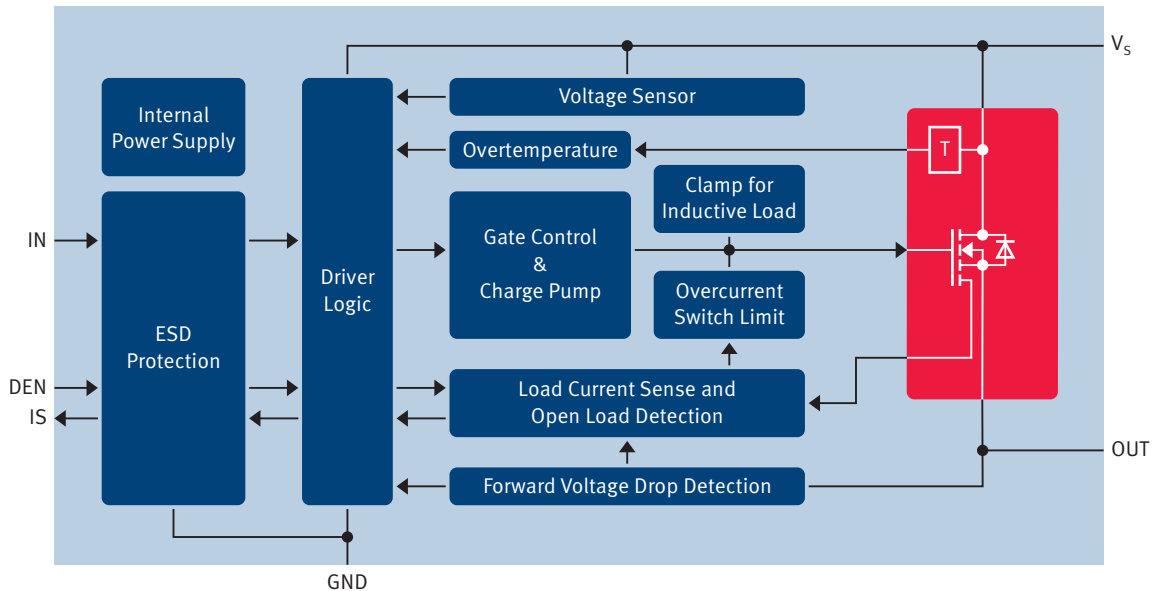 V_S
Voltage Sensor
Internal
Power Supply
Overtemperature
T
Clamp for
Inductive Load
IN
Gate Control
&
Charge Pump
Driver
Logic
Overcurrent
Switch Limit
ESD
Protection
DEN
IS
Load Current Sense and
Open Load Detection
OUT
Forward Voltage Drop Detection
GND